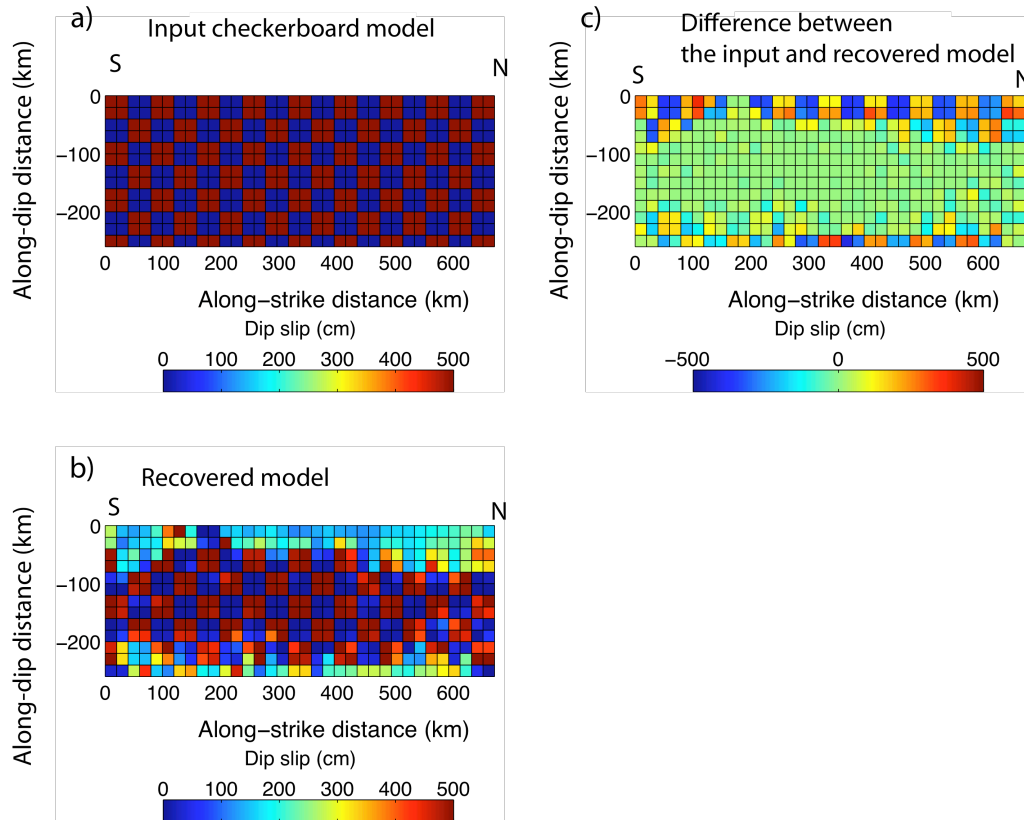 a)
Input checkerboard model
S
N
Along-dip distance (km)
0
−100
−200
0 100 200 300 400 500 600
Along−strike distance (km)
Dip slip (cm)
0 100 200 300 400 500
c)
Difference between
the input and recovered model
S
N
Along-dip distance (km)
0
−100
−200
0 100 200 300 400 500 600
Along−strike distance (km)
Dip slip (cm)
−500 0 500
b)
Recovered model
S
N
Along-dip distance (km)
0
−100
−200
0 100 200 300 400 500 600
Along−strike distance (km)
Dip slip (cm)
0 100 200 300 400 500